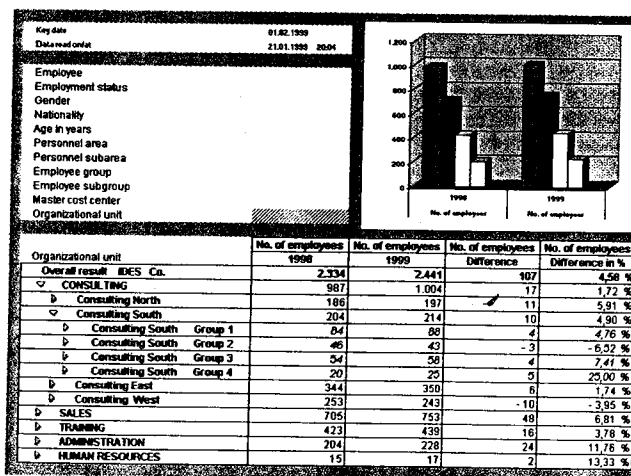 Key date 01.02.1999
Data read on/at 21.01.1999 20:04
Employee
Employment status
Gender
Nationality
Age in years
Personnel area
Personnel subarea
Employee group
Employee subgroup
Master cost center
Organizational unit
1.200
1.000
800
600
400
200
0
1998 1999
No. of employees No. of employees
No. of employees No. of employees No. of employees No. of employees
Organizational unit 1998 1999 Difference Difference in %
Overall result IDES Co. 2.334 2.441 107 4,58 %
CONSULTING 987 1.004 17 1,72 %
Consulting North 186 197 11 5,91 %
Consulting South 204 214 10 4,90 %
Consulting South Group 1 84 88 4 4,76 %
Consulting South Group 2 46 43 - 3 - 6,52 %
Consulting South Group 3 54 58 4 7,41 %
Consulting South Group 4 20 25 5 25,00 %
Consulting East 344 350 6 1,74 %
Consulting West 253 243 - 10 - 3,95 %
SALES 705 753 48 6,81 %
TRAINING 423 439 16 3,78 %
ADMINISTRATION 204 228 24 11,76 %
HUMAN RESOURCES 15 17 2 13,33 %